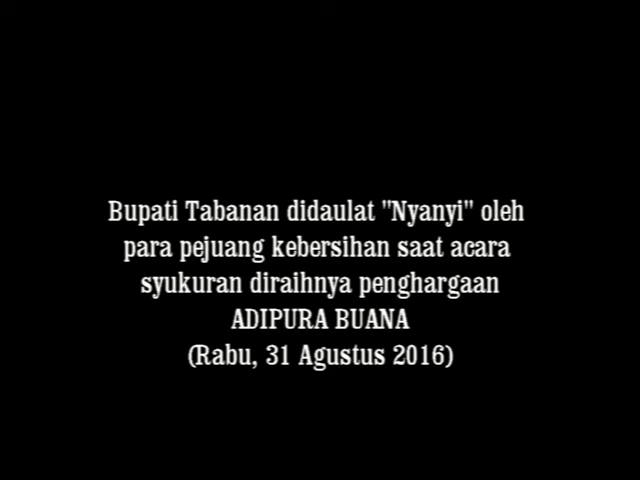 Bupati Tabanan didaulat "Nyanyi" oleh
para pejuang kebersihan saat acara
syukuran diraihnya penghargaan
ADIPURA BUANA
(Rabu, 31 Agustus 2016)